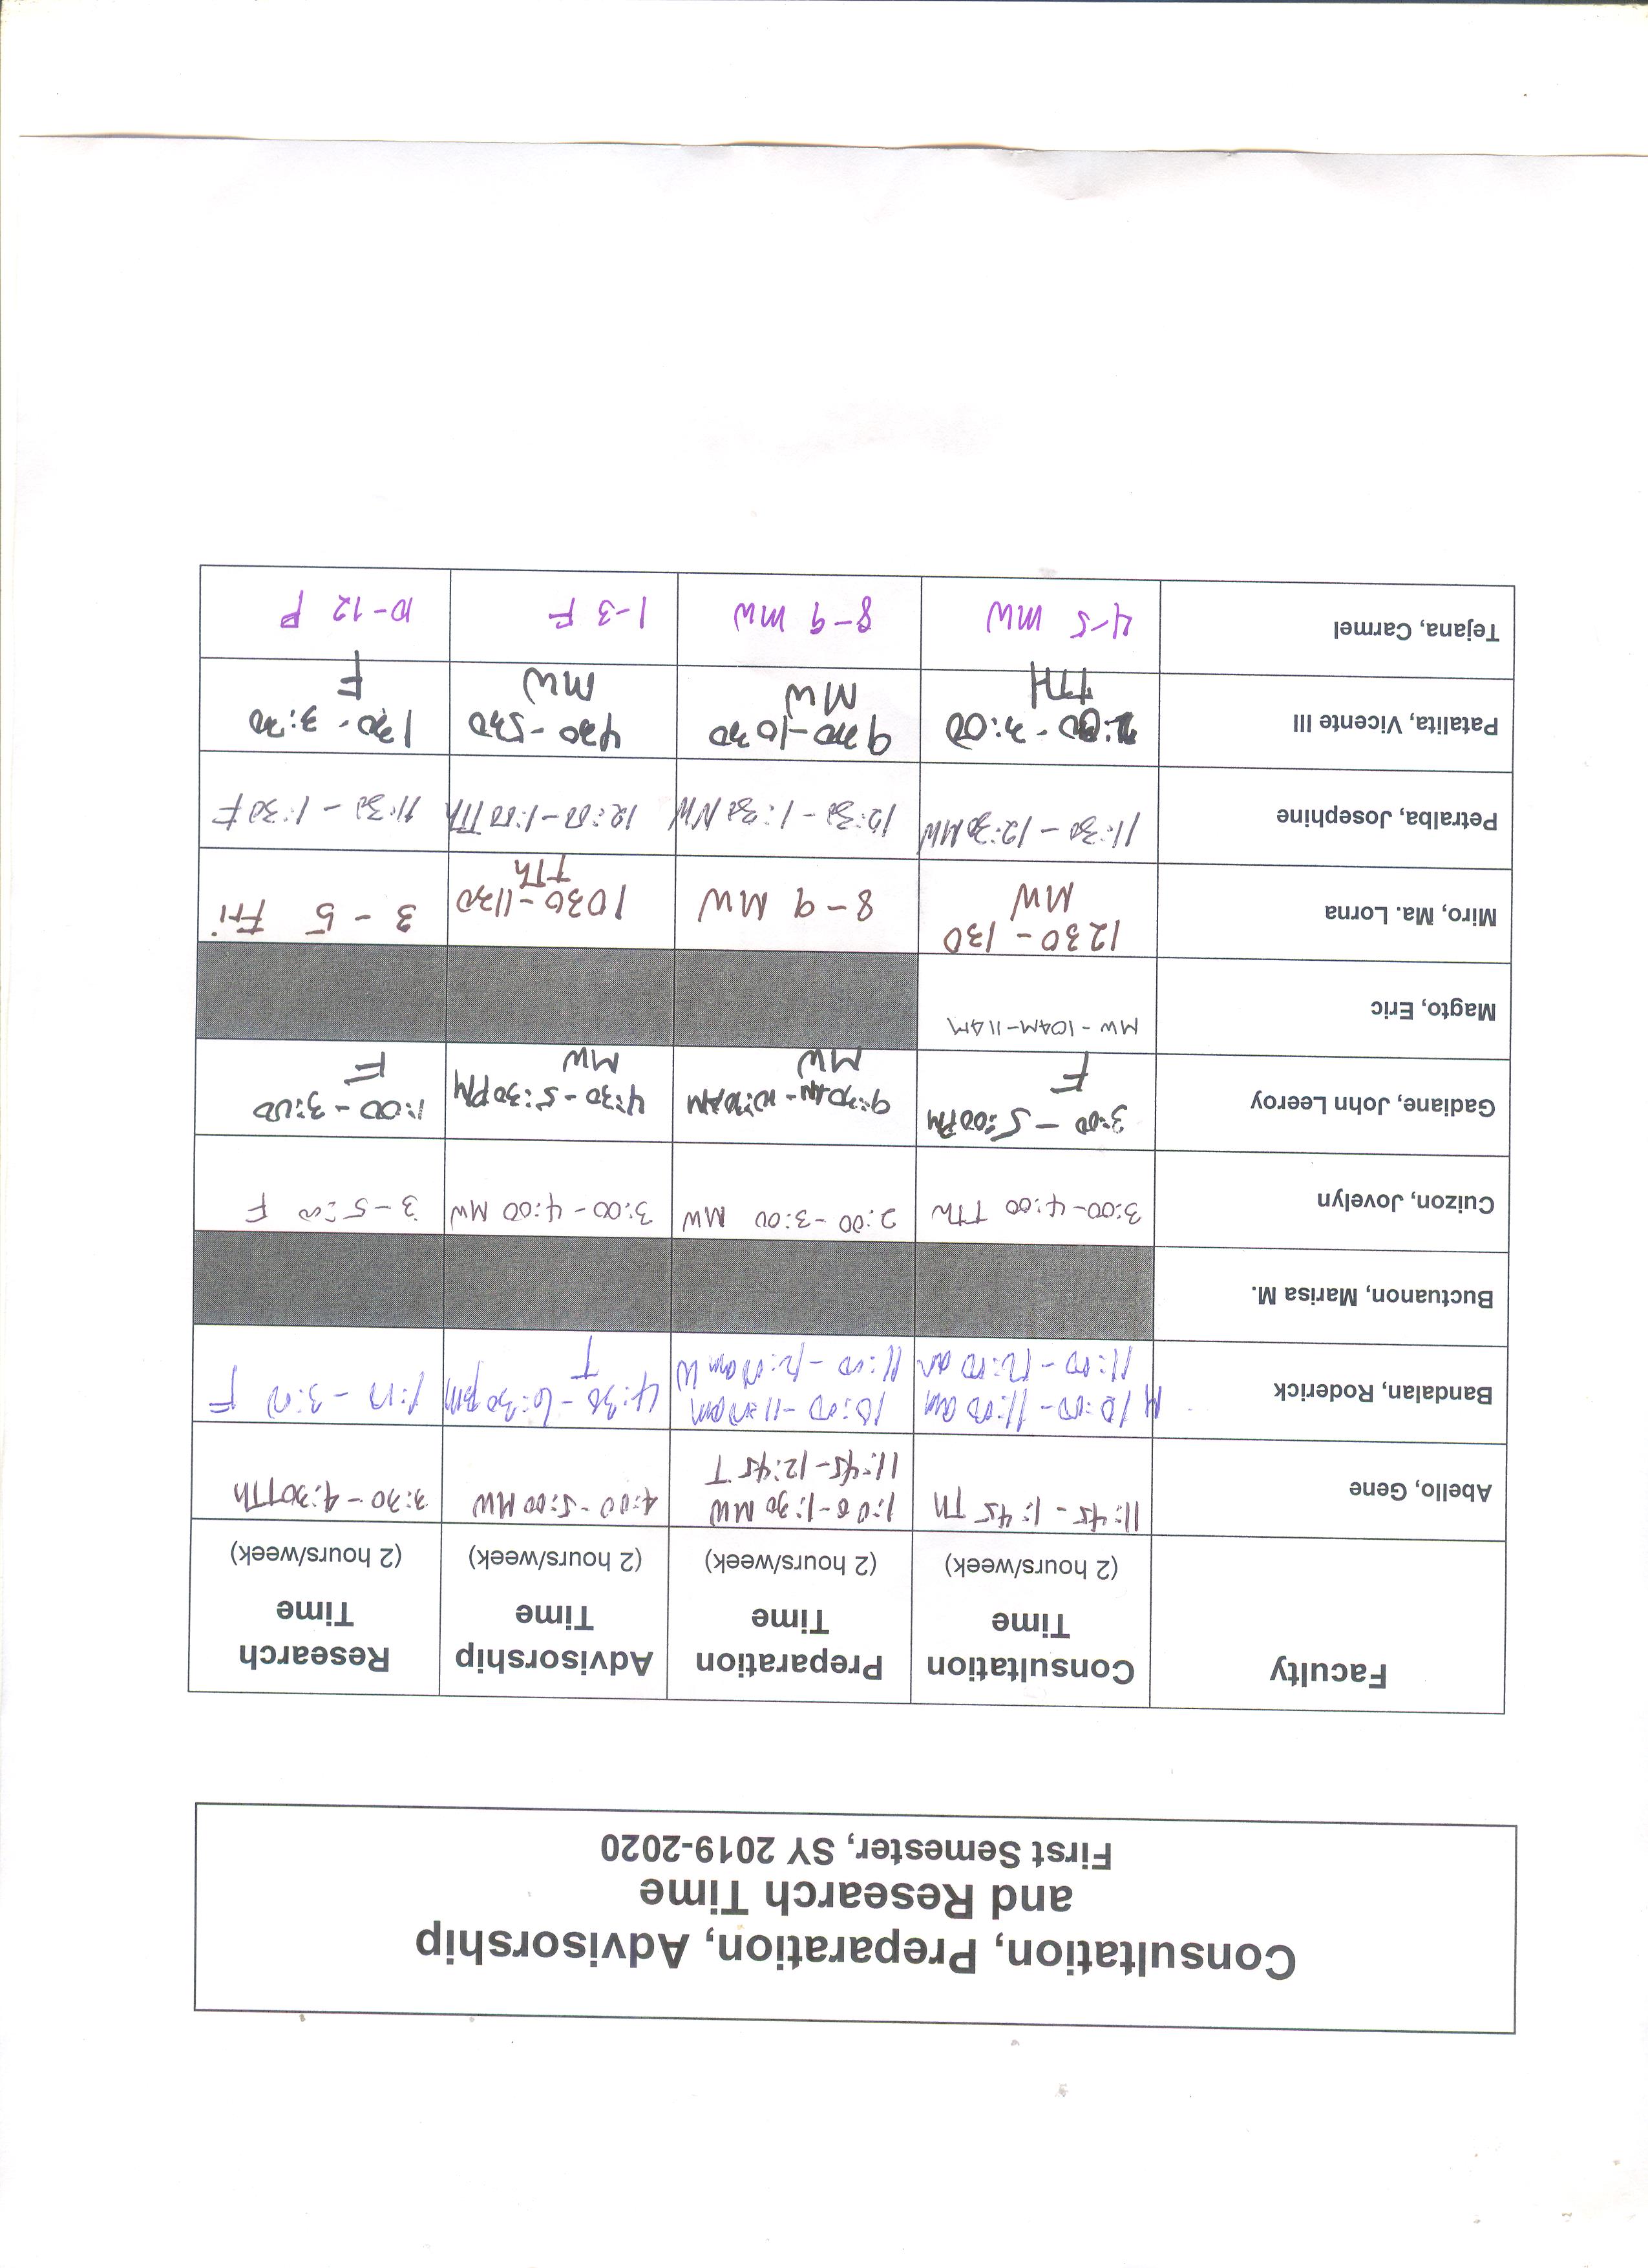 Consultation, Preparation, Advisorship
and Research Time
First Semester, SY 2019-2020
Faculty
Consultation
Time
(2 hours/week)
Preparation
Time
(2 hours/week)
Advisorship
Time
(2 hours/week)
Research
Time
(2 hours/week)
Abello, Gene
11:45 - 1:45 Th
1:00 - 1:30 MW
11:45 - 12:45 T
4:00 - 5:00 MW
3:30 - 4:30 TTh
Bandalan, Roderick
M 10:00 - 11:00 am
11:00 - 12:00 am
10:00 - 11:00 am
11:00 - 12:00 am W
4:30 - 6:30 pm
T
1:00 - 3:00 F
Buctuanon, Marisa M.
Cuizon, Jovelyn
3:00 - 4:00 TTh
2:00 - 3:00 MW
3:00 - 4:00 MW
3 - 5:00 F
Gadiane, John Leeroy
3:00 - 5:00 PM
F
9:30 AM - 10:30 AM
MW
4:30 - 5:30 PM
MW
1:00 - 3:00
F
Magto, Eric
MW - 10AM - 11AM
Miro, Ma. Lorna
1230 - 130
MW
8 - 9 MW
1030 - 1130
TTh
3 - 5 Fri
Petralba, Josephine
11:30 - 12:30 MW
12:30 - 1:30 MW
12:00 - 1:00 TTh
11:30 - 1:30 F
Patalita, Vicente III
- 3:00
TTH
930 - 1030
MW
430 - 530
MW
130 - 3:30
F
Tejana, Carmel
4-5 MW
8-9 MW
1-3 F
10-12 F